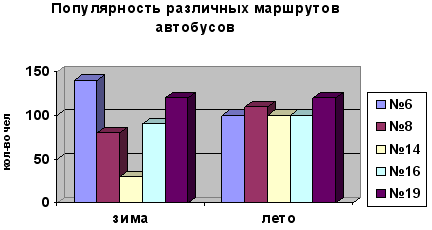 Популярность различных маршрутов
автобусов
кол-во чел
150
100
50
0
зима
лето
№6
№8
№14
№16
№19